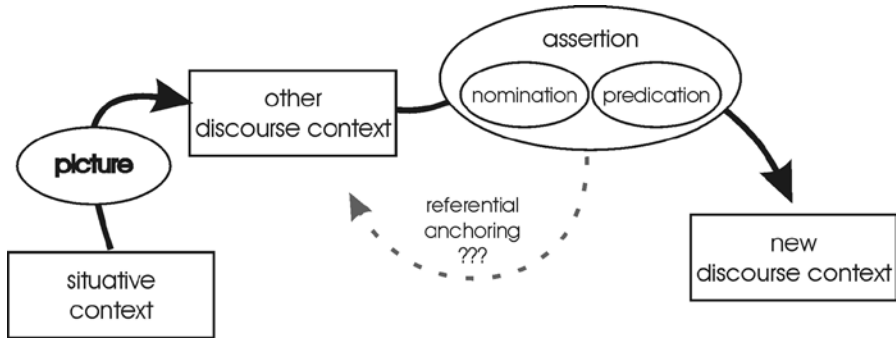 assertion
nomination
predication
other
discourse context
picture
referential
anchoring
???
situative
context
new
discourse context